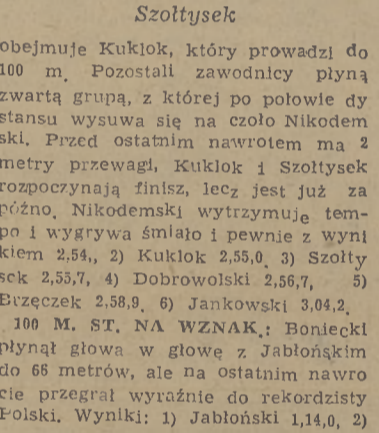 Szołtysek
obejmuje Kuklok, który prowadzi do
100 m. Pozostali zawodnicy płyną
zwartą grupą, z której po połowie dy
stansu wysuwa się na czoło Nikodem
ski. Przed ostatnim nawrotem ma 2
metry przewagi, Kuklok i Szołtysek
rozpoczynają finisz, lecz jest już za
późno. Nikodemski wytrzymuje tem-
po i wygrywa śmiało i pewnie z wyni
kiem 2,54,, 2) Kuklok 2,55,0. 3) Szołty
sek 2,55,7, 4) Dobrowolski 2,56,7, 5)
Brzęczek 2,58,9. 6) Jankowski 3,04,2.
100 M. ST. NA WZNAK.: Boniecki
płynął głowa w głowę z Jabłońskim
do 66 metrów, ale na ostatnim nawro
cie przegrał wyraźnie do rekordzisty
Polski. Wyniki: 1) Jabłoński 1,14,0, 2)